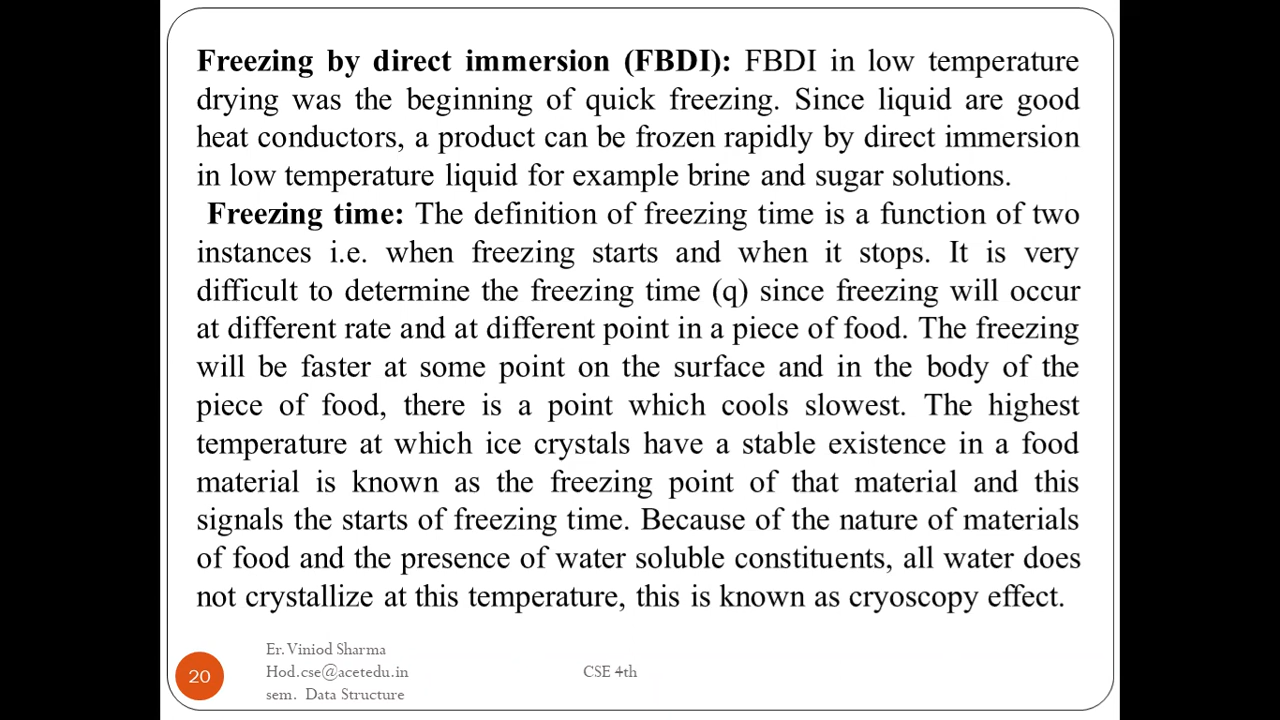 Freezing by direct immersion (FBDI): FBDI in low temperature
drying was the beginning of quick freezing. Since liquid are good
heat conductors, a product can be frozen rapidly by direct immersion
in low temperature liquid for example brine and sugar solutions.
Freezing time: The definition of freezing time is a function of two
instances i.e. when freezing starts and when it stops. It is very
difficult to determine the freezing time (q) since freezing will occur
at different rate and at different point in a piece of food. The freezing
will be faster at some point on the surface and in the body of the
piece of food, there is a point which cools slowest. The highest
temperature at which ice crystals have a stable existence in a food
material is known as the freezing point of that material and this
signals the starts of freezing time. Because of the nature of materials
of food and the presence of water soluble constituents, all water does
not crystallize at this temperature, this is known as cryoscopy effect.
Er. Viniod Sharma
20 Hod.cse@acetedu.in CSE 4th
sem. Data Structure